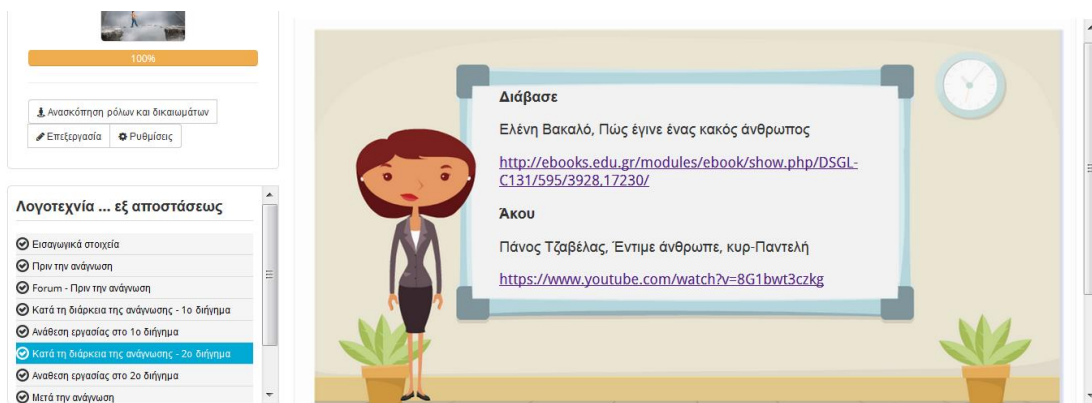 100%
Ανασκόπηση ρόλων και δικαιωμάτων
Επεξεργασία
Ρυθμίσεις
Λογοτεχνία ... εξ αποστάσεως
Εισαγωγικά στοιχεία
Πριν την ανάγνωση
Forum - Πριν την ανάγνωση
Κατά τη διάρκεια της ανάγνωσης - 1ο διήγημα
Ανάθεση εργασίας στο 1ο διήγημα
Κατά τη διάρκεια της ανάγνωσης - 2ο διήγημα
Αναθεση εργασίας στο 2ο διήγημα
Μετά την ανάγνωση
Διάβασε
Ελένη Βακαλό, Πώς έγινε ένας κακός άνθρωπος
http://ebooks.edu.gr/modules/ebook/show.php/DSGL-
C131/595/3928,17230/
Άκου
Πάνος Τζαβέλας, Έντιμε άνθρωπε, κυρ-Παντελή
https://www.youtube.com/watch?v=8G1bwt3czkg